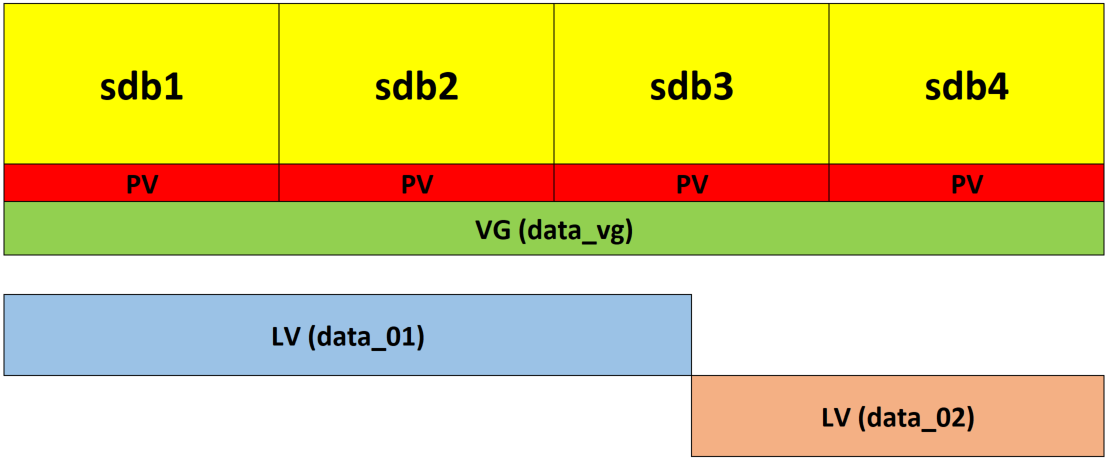 sdb1 sdb2 sdb3 sdb4
PV PV PV PV
VG (data_vg)
LV (data_01)
LV (data_02)